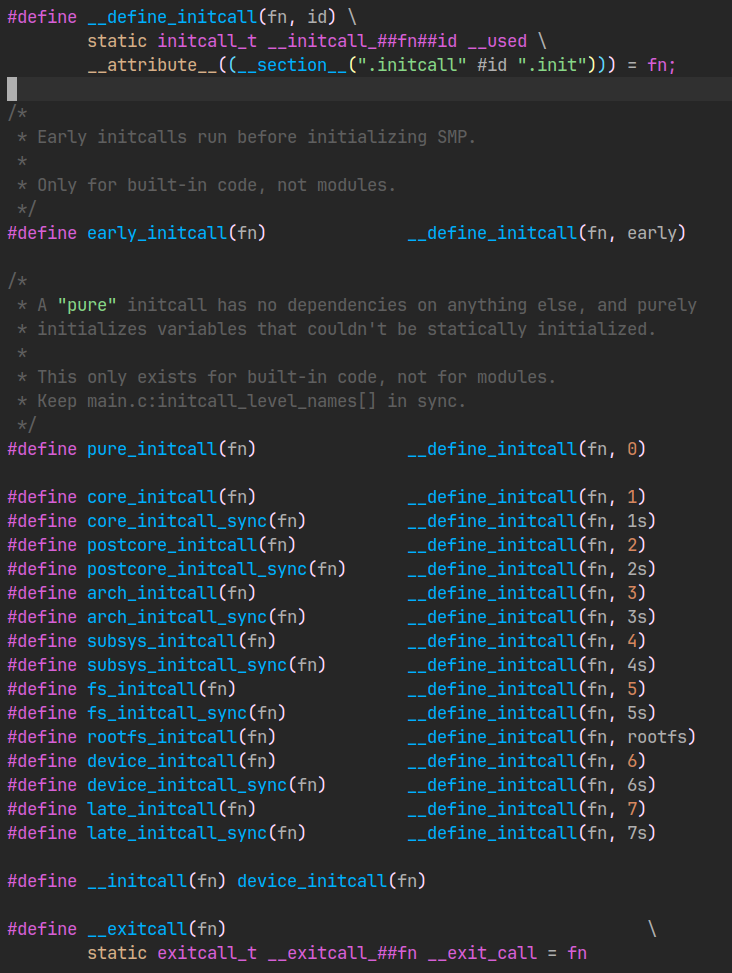 #define __define_initcall(fn, id) \
        static initcall_t __initcall_##fn##id __used \
        __attribute__((__section__(".initcall" #id ".init"))) = fn;

/*
 * Early initcalls run before initializing SMP.
 *
 * Only for built-in code, not modules.
 */
#define early_initcall(fn)              __define_initcall(fn, early)

/*
 * A "pure" initcall has no dependencies on anything else, and purely
 * initializes variables that couldn't be statically initialized.
 *
 * This only exists for built-in code, not for modules.
 * Keep main.c:initcall_level_names[] in sync.
 */
#define pure_initcall(fn)               __define_initcall(fn, 0)

#define core_initcall(fn)               __define_initcall(fn, 1)
#define core_initcall_sync(fn)          __define_initcall(fn, 1s)
#define postcore_initcall(fn)           __define_initcall(fn, 2)
#define postcore_initcall_sync(fn)      __define_initcall(fn, 2s)
#define arch_initcall(fn)               __define_initcall(fn, 3)
#define arch_initcall_sync(fn)          __define_initcall(fn, 3s)
#define subsys_initcall(fn)             __define_initcall(fn, 4)
#define subsys_initcall_sync(fn)        __define_initcall(fn, 4s)
#define fs_initcall(fn)                 __define_initcall(fn, 5)
#define fs_initcall_sync(fn)            __define_initcall(fn, 5s)
#define rootfs_initcall(fn)             __define_initcall(fn, rootfs)
#define device_initcall(fn)             __define_initcall(fn, 6)
#define device_initcall_sync(fn)        __define_initcall(fn, 6s)
#define late_initcall(fn)               __define_initcall(fn, 7)
#define late_initcall_sync(fn)          __define_initcall(fn, 7s)

#define __initcall(fn) device_initcall(fn)

#define __exitcall(fn)                                          \
        static exitcall_t __exitcall_##fn __exit_call = fn